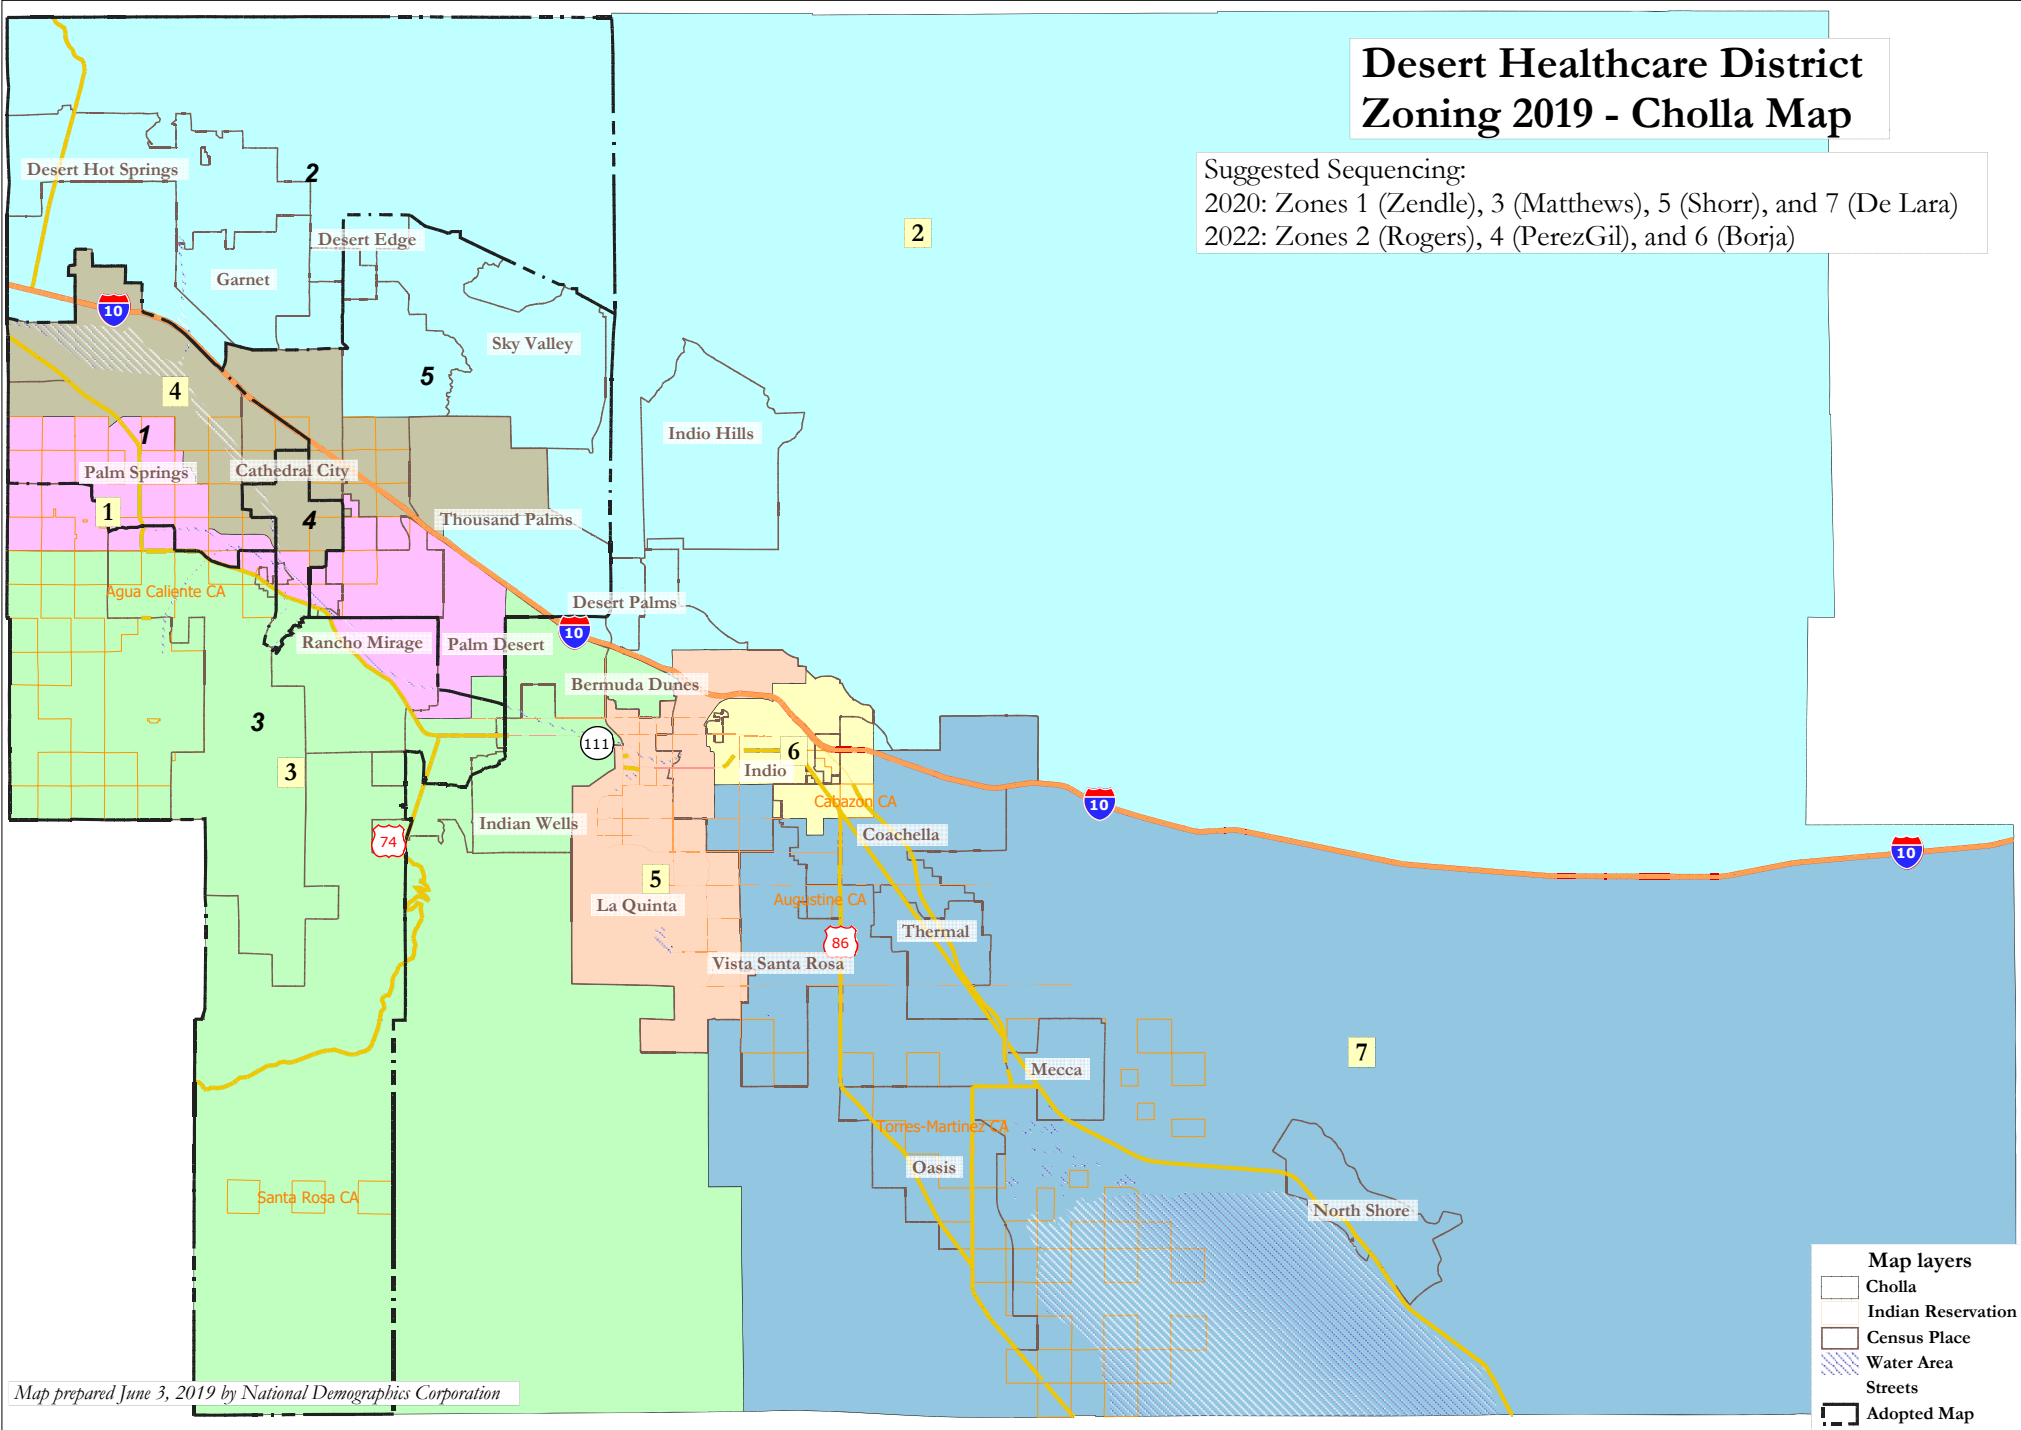 Desert Healthcare District
Zoning 2019 - Cholla Map
Suggested Sequencing:
2020: Zones 1 (Zendle), 3 (Matthews), 5 (Shorr), and 7 (De Lara)
2022: Zones 2 (Rogers), 4 (PerezGil), and 6 (Borja)
Desert Hot Springs
2
2
Desert Edge
Garnet
10
Sky Valley
5
4
1
Indio Hills
Palm Springs
Cathedral City
1
4
Thousand Palms
Agua Caliente CA
Desert Palms
10
Rancho Mirage
Palm Desert
Bermuda Dunes
3
111
6
3
Indio
Cabazon CA
10
Indian Wells
Coachella
74
10
5
La Quinta
Augustine CA
Thermal
86
Vista Santa Rosa
7
Mecca
Torres-Martinez CA
Oasis
Santa Rosa CA
North Shore
Map layers
Cholla
Indian Reservation
Census Place
Water Area
Streets
Adopted Map
Map prepared June 3, 2019 by National Demographics Corporation